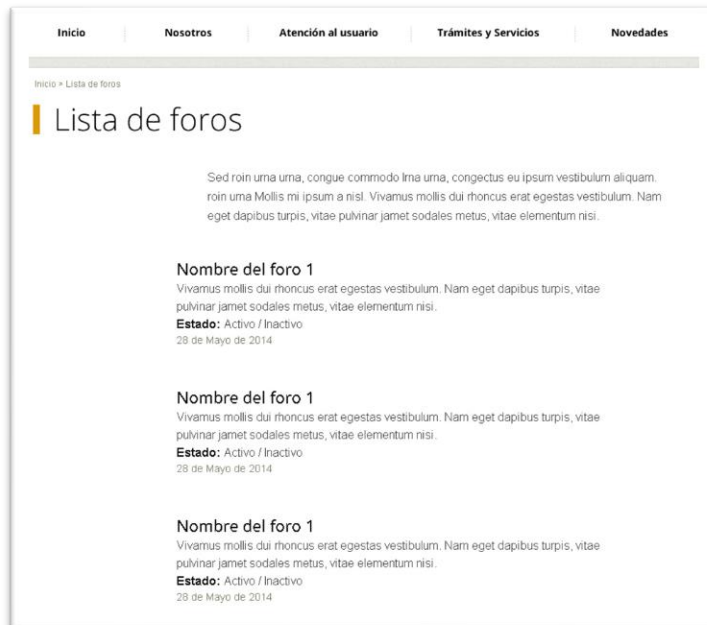 Inicio Nosotros Atención al usuario Trámites y Servicios Novedades
Inicio > Lista de foros
Lista de foros
Sed roin urna urna, congue commodo lrna urna, congectus eu ipsum vestibulum aliquam.
roin urna Mollis mi ipsum a nisl. Vivamus mollis dui rhoncus erat egestas vestibulum. Nam
eget dapibus turpis, vitae pulvinar jamet sodales metus, vitae elementum nisi.
Nombre del foro 1
Vivamus mollis dui rhoncus erat egestas vestibulum. Nam eget dapibus turpis, vitae
pulvinar jamet sodales metus, vitae elementum nisi.
Estado: Activo / Inactivo
28 de Mayo de 2014
Nombre del foro 1
Vivamus mollis dui rhoncus erat egestas vestibulum. Nam eget dapibus turpis, vitae
pulvinar jamet sodales metus, vitae elementum nisi.
Estado: Activo / Inactivo
28 de Mayo de 2014
Nombre del foro 1
Vivamus mollis dui rhoncus erat egestas vestibulum. Nam eget dapibus turpis, vitae
pulvinar jamet sodales metus, vitae elementum nisi.
Estado: Activo / Inactivo
28 de Mayo de 2014